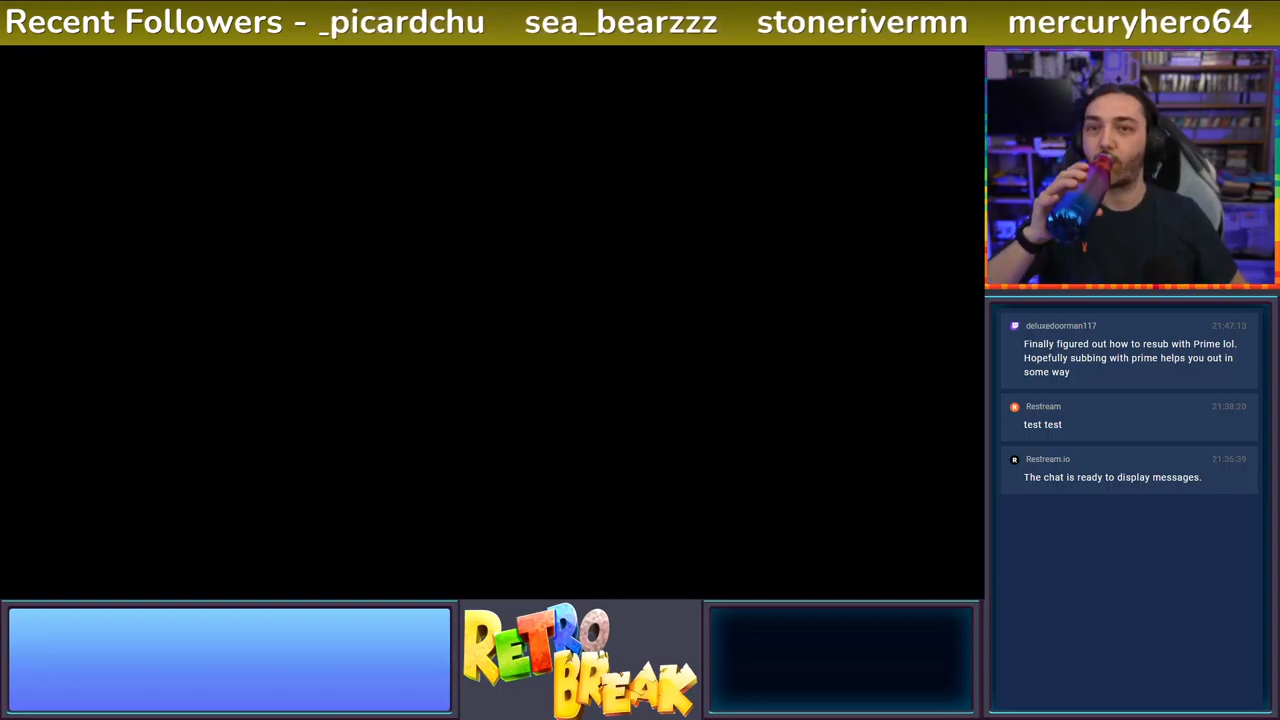 Recent Followers - _picardchu sea_bearzzz stonerivermn mercuryhero64
deluxedoorman117 21:47:13
Finally figured out how to resub with Prime lol.
Hopefully subbing with prime helps you out in
some way
R Restream 21:38:20
test test
R Restream.io 21:36:39
The chat is ready to display messages.
RETRO
BREAK